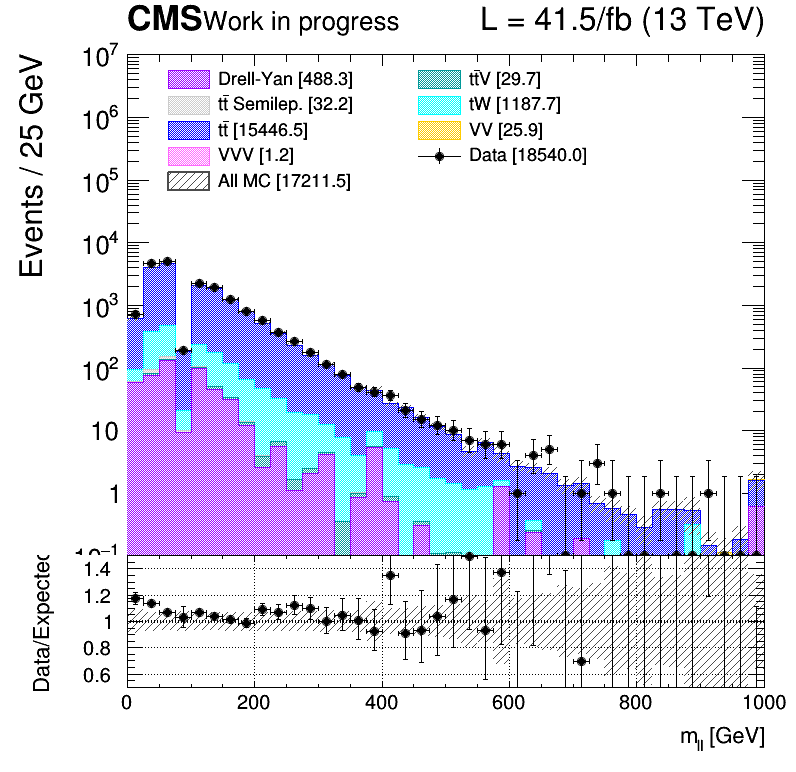 CMS Work in progress L = 41.5/fb (13 TeV)
Events / 25 GeV
10⁷
10⁶
10⁵
10⁴
10³
10²
10
1
10⁻¹
Drell-Yan [488.3]
tt̄ Semilep. [32.2]
tt̄ [15446.5]
VVV [1.2]
All MC [17211.5]
tt̄V [29.7]
tW [1187.7]
VV [25.9]
Data [18540.0]
Data/Expected
1.4
1.2
1
0.8
0.6
0 200 400 600 800 1000
m_ll [GeV]